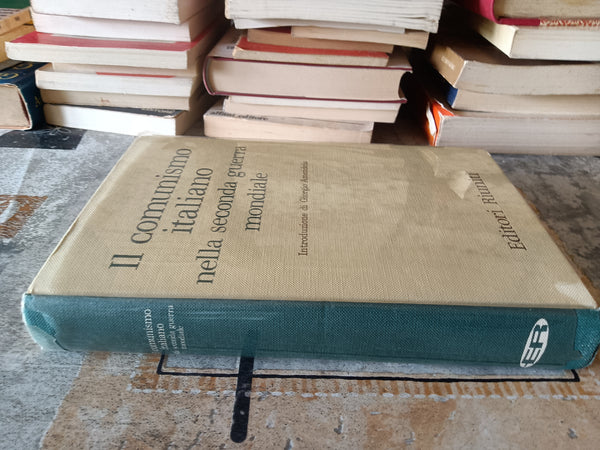 Il comunismo
italiano
nella seconda guerra
mondiale
Introduzione di Giorgio Amendola
Editori Riuniti
comunismo
italiano
seconda guerra
mondiale
ER